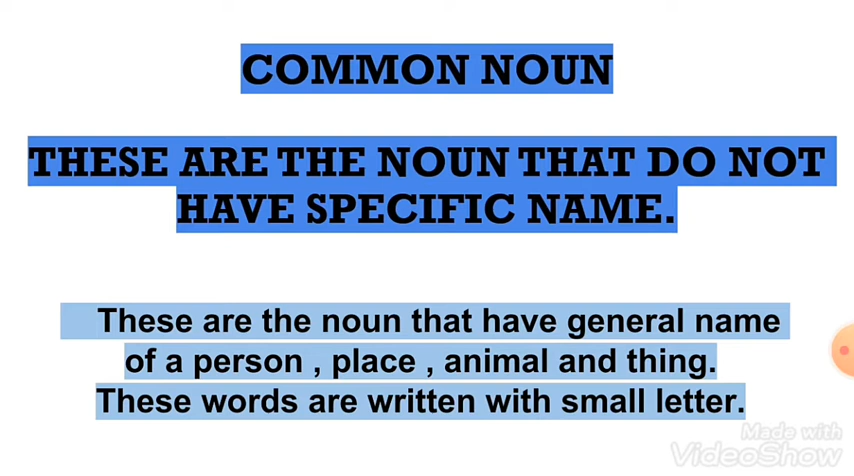 COMMON NOUN
THESE ARE THE NOUN THAT DO NOT
HAVE SPECIFIC NAME.
These are the noun that have general name
of a person , place , animal and thing.
These words are written with small letter.
Made with
VideoShow